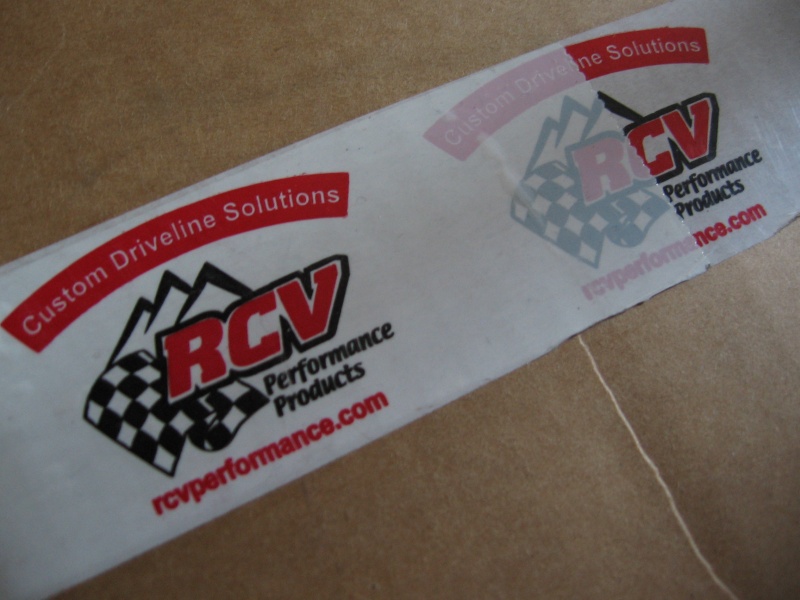 Custom Driveline Solutions
RCV
Performance
Products
rcvperformance.com
Custom Driveline Solutions
RCV
Performance
Products
rcvperformance.com